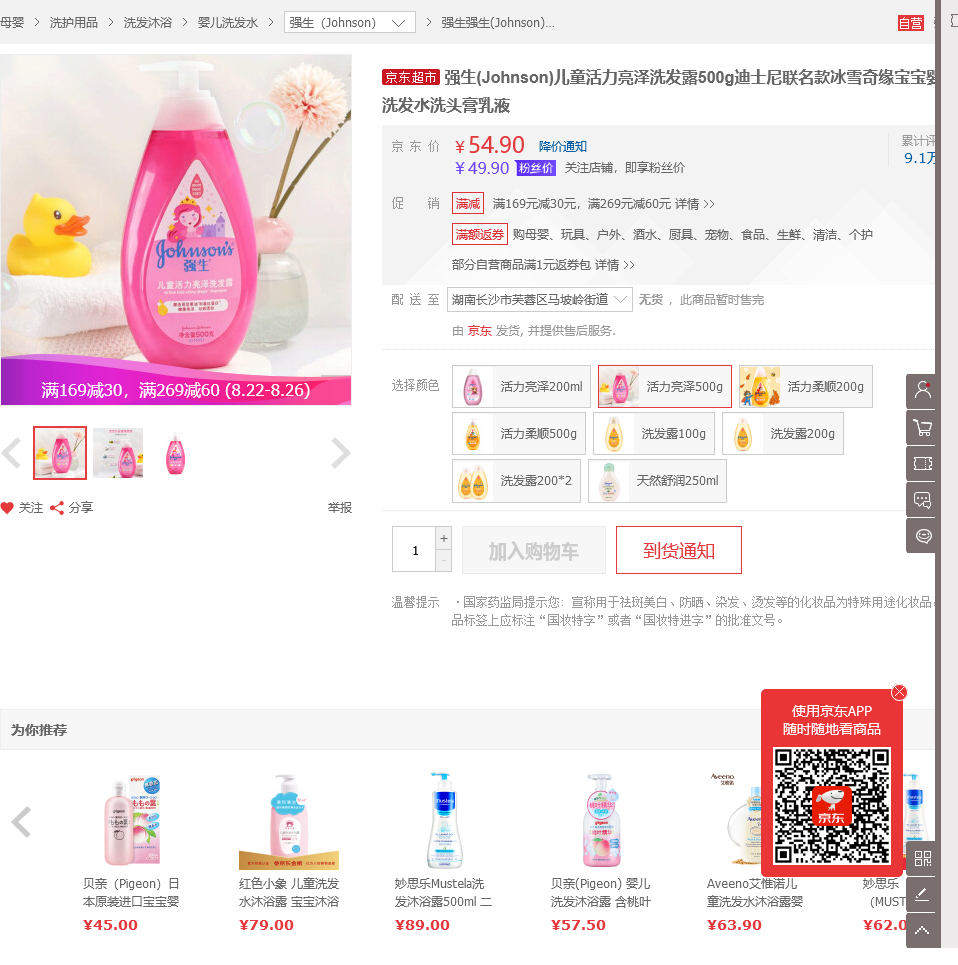 母婴 > 洗护用品 > 洗发沐浴 > 婴儿洗发水 > 强生（Johnson） > 强生强生(Johnson)...
自营
京东超市 强生(Johnson)儿童活力亮泽洗发露500g迪士尼联名款冰雪奇缘宝宝婴
洗发水洗头膏乳液
京东价 ￥54.90 降价通知
累计评
￥49.90 粉丝价 关注店铺，即享粉丝价
9.1万
促销 满减 满169元减30元，满269元减60元 详情 >>
满额返券 购母婴、玩具、户外、酒水、厨具、宠物、食品、生鲜、清洁、个护
部分自营商品满1元返券包 详情 >>
配送至 湖南长沙市芙蓉区马坡岭街道 无货 ，此商品暂时售完
由 京东 发货, 并提供售后服务.
Johnson's
强生
儿童活力亮泽洗发露
净含量500克
满169减30，满269减60 (8.22-8.26)
关注 分享 举报
选择颜色 活力亮泽200ml 活力亮泽500g 活力柔顺200g
活力柔顺500g 洗发露100g 洗发露200g
洗发露200*2 天然舒润250ml
1 + - 加入购物车 到货通知
温馨提示 ·国家药监局提示您：宣称用于祛斑美白、防晒、染发、烫发等的化妆品为特殊用途化妆品，
品标签上应标注“国妆特字”或者“国妆特进字”的批准文号。
为你推荐
使用京东APP
随时随地看商品
京东
贝亲（Pigeon）日
本原装进口宝宝婴
¥45.00
红色小象 儿童洗发
水沐浴露 宝宝沐浴
¥79.00
妙思乐Mustela洗
发沐浴露500ml 二
¥89.00
贝亲(Pigeon) 婴儿
洗发沐浴露 含桃叶
¥57.50
Aveeno
Aveeno艾惟诺儿
童洗发水沐浴露婴
¥63.90
妙思乐
（MUST
¥62.0